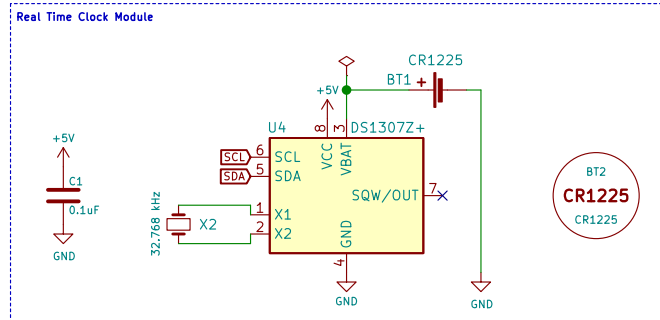 Real Time Clock Module
CR1225
BT1 +
+5V
U4
DS1307Z+
8
3
VCC
VBAT
+5V
SCL
6
SCL
SDA
5
SDA
C1
0.1uF
SQW/OUT
7
32.768 kHz
X2
1
X1
2
X2
GND
4
GND
GND
GND
BT2
CR1225
CR1225